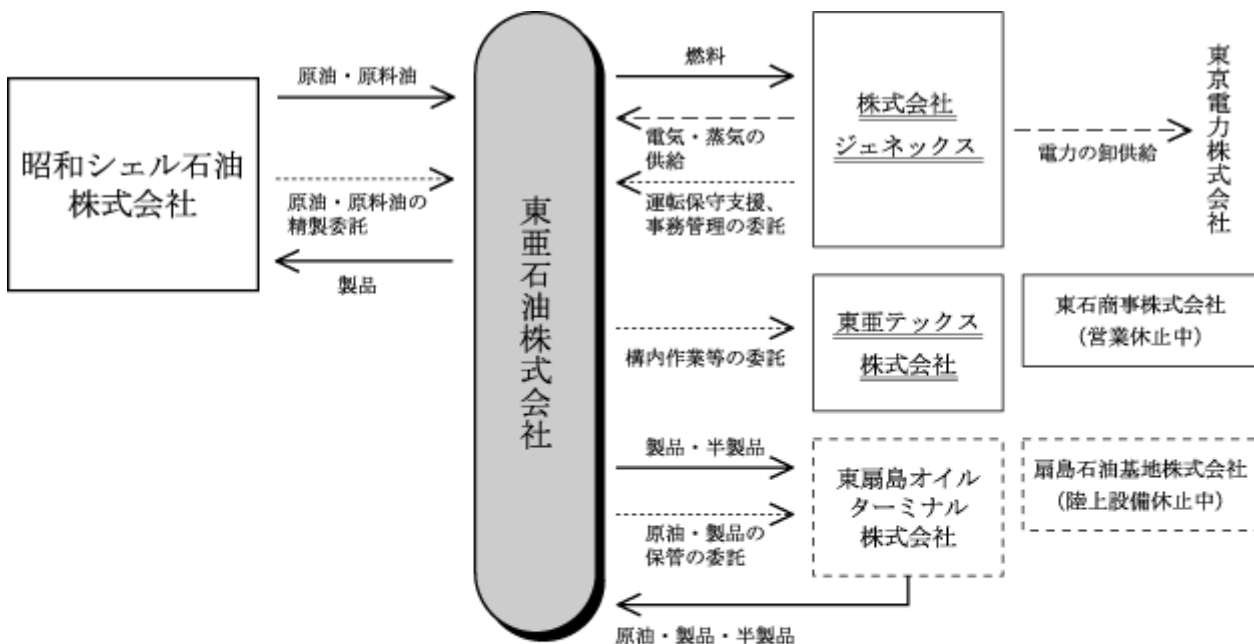 昭和シェル石油
株式会社
原油・原料油
原油・原料油の
精製委託
製品
東亜石油株式会社
燃料
電気・蒸気の
供給
運転保守支援、
事務管理の委託
株式会社
ジェネックス
電力の卸供給
東京電力株式会社
構内作業等の委託
東亜テックス
株式会社
東石商事株式会社
(営業休止中)
製品・半製品
原油・製品の
保管の委託
東扇島オイル
ターミナル
株式会社
扇島石油基地株式会社
(陸上設備休止中)
原油・製品・半製品